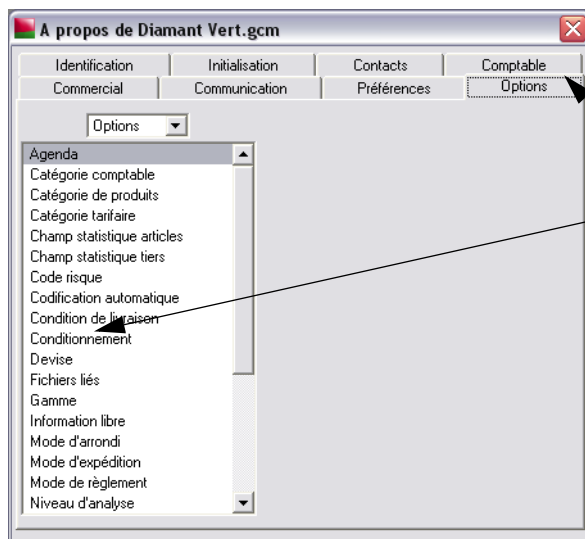 A propos de Diamant Vert.gcm
Identification Initialisation Contacts Comptable
Commercial Communication Préférences Options
Options
Agenda
Catégorie comptable
Catégorie de produits
Catégorie tarifaire
Champ statistique articles
Champ statistique tiers
Code risque
Codification automatique
Condition de livraison
Conditionnement
Devise
Fichiers liés
Gamme
Information libre
Mode d'arrondi
Mode d'expédition
Mode de règlement
Niveau d'analyse